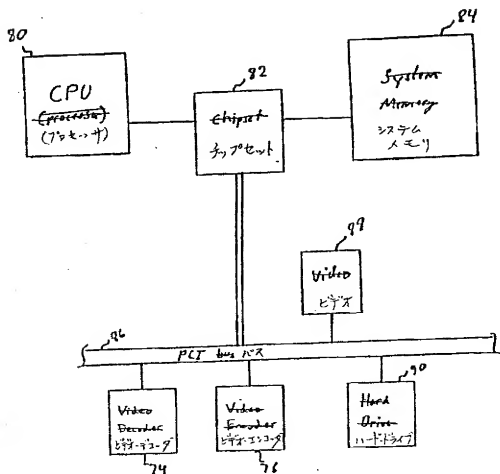 80
CPU
(processor)
(プロセッサ)
82
Chipset
チップセット
84
System
Memory
システム
メモリ
88
Video
ビデオ
86
PCI bus バス
Video
Decoder
ビデオ・デコーダ
74
Video
Encoder
ビデオ・エンコーダ
76
90
Hard
Drive
ハード・ドライブ